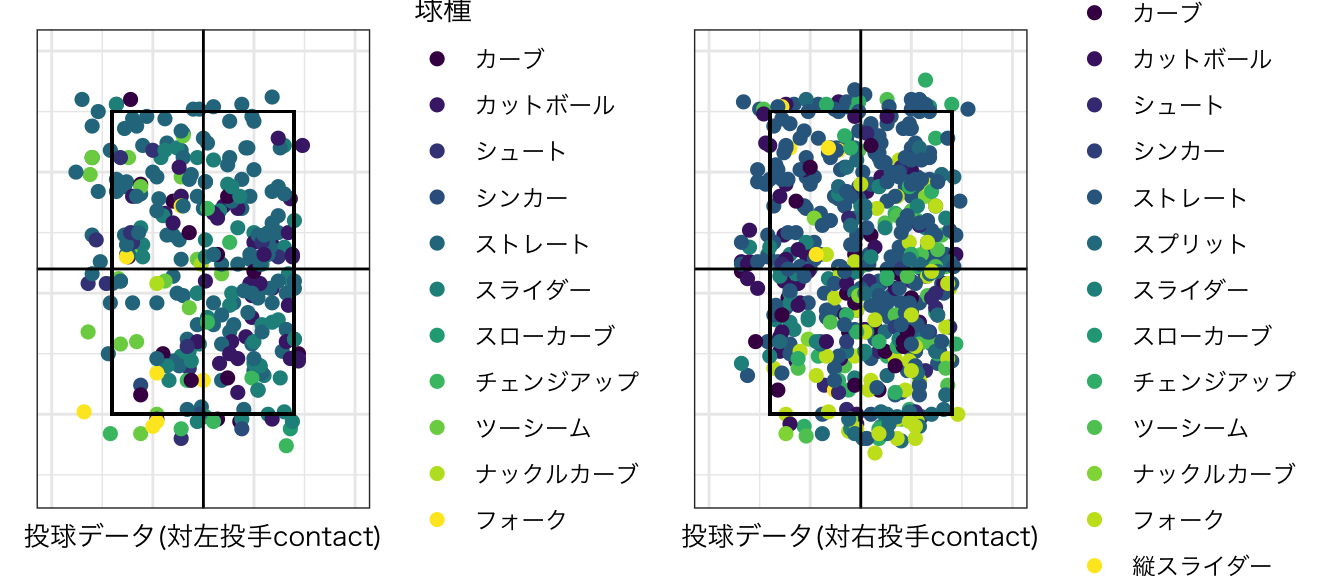 球種
カーブ
カットボール
シュート
シンカー
ストレート
スライダー
スローカーブ
チェンジアップ
ツーシーム
ナックルカーブ
フォーク
投球データ(対左投手contact)
カーブ
カットボール
シュート
シンカー
ストレート
スプリット
スライダー
スローカーブ
チェンジアップ
ツーシーム
ナックルカーブ
フォーク
縦スライダー
投球データ(対右投手contact)